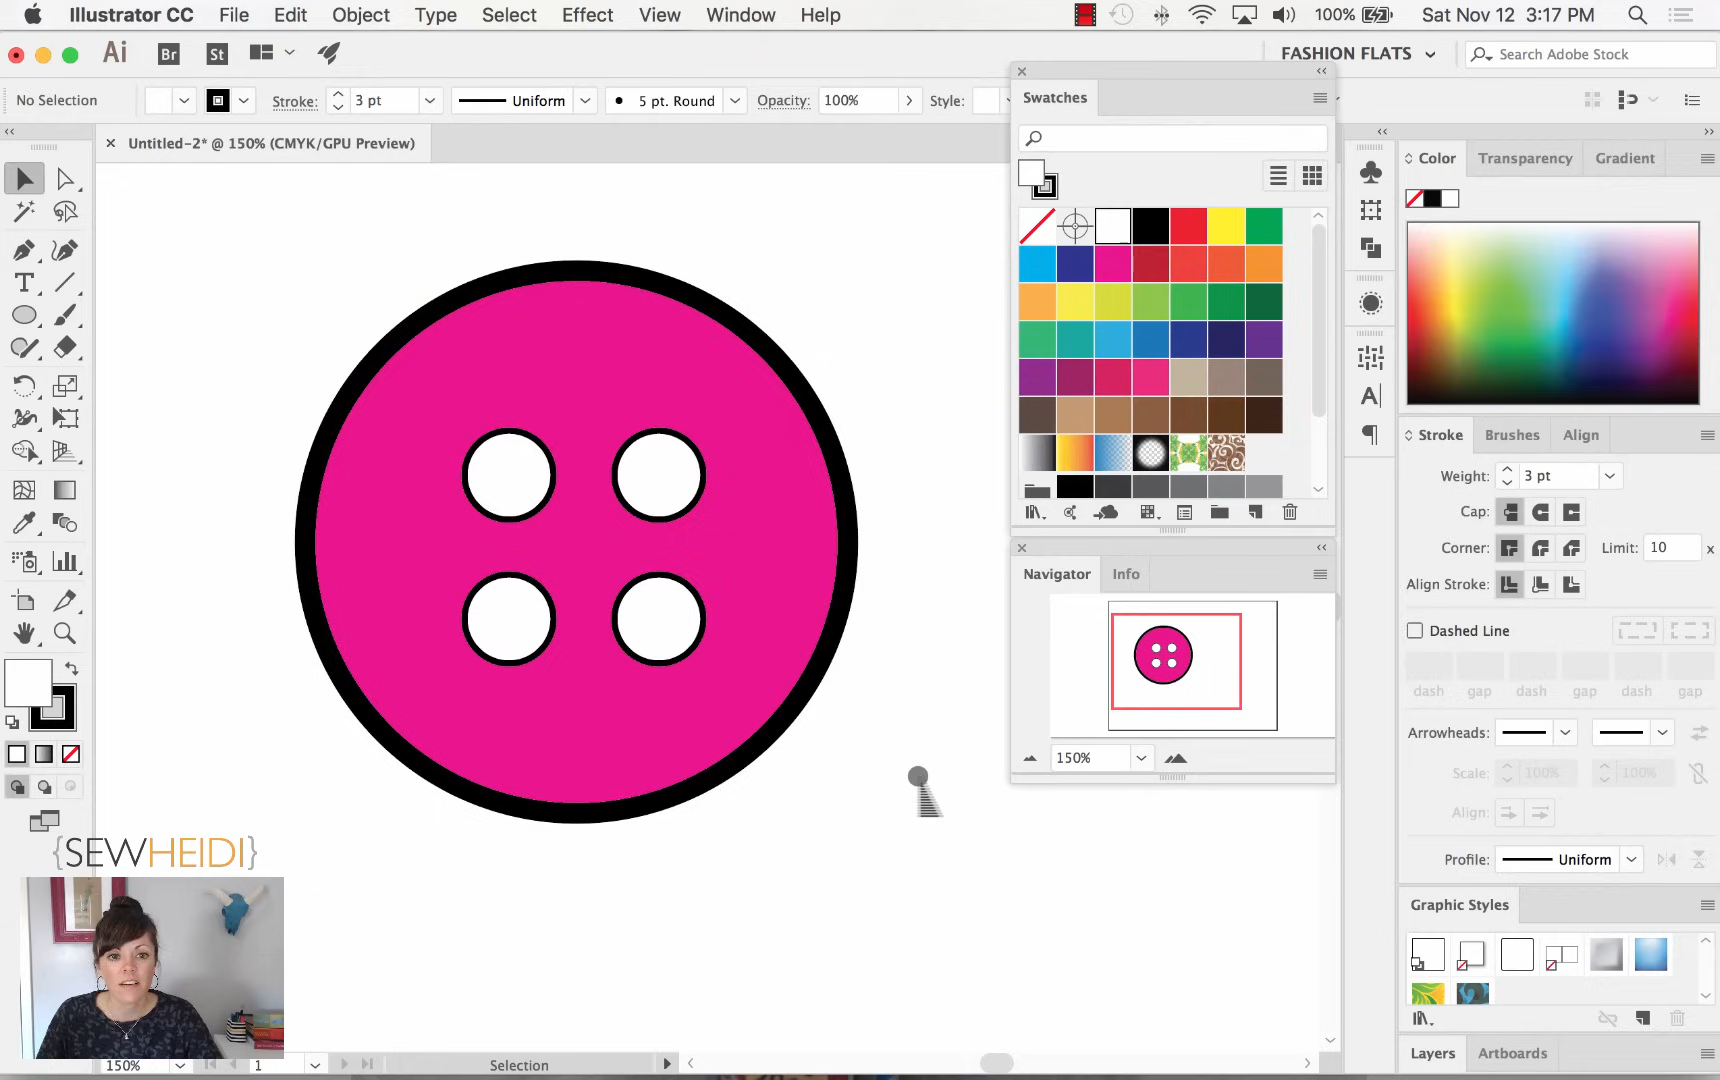 Illustrator CC File Edit Object Type Select Effect View Window Help 100% Sat Nov 12 3:17 PM
Ai Br St FASHION FLATS Search Adobe Stock
No Selection Stroke: 3 pt Uniform 5 pt. Round Opacity: 100% Style:
Untitled-2* @ 150% (CMYK/GPU Preview)
Swatches
Color Transparency Gradient
Stroke Brushes Align
Weight: 3 pt
Cap:
Corner: Limit: 10 x
Align Stroke:
Dashed Line
dash gap dash gap dash gap
Arrowheads:
Scale: 100% 100%
Align:
Profile: Uniform
Graphic Styles
Layers Artboards
Navigator Info
150%
{SEWHEIDI}
150% 1 Selection